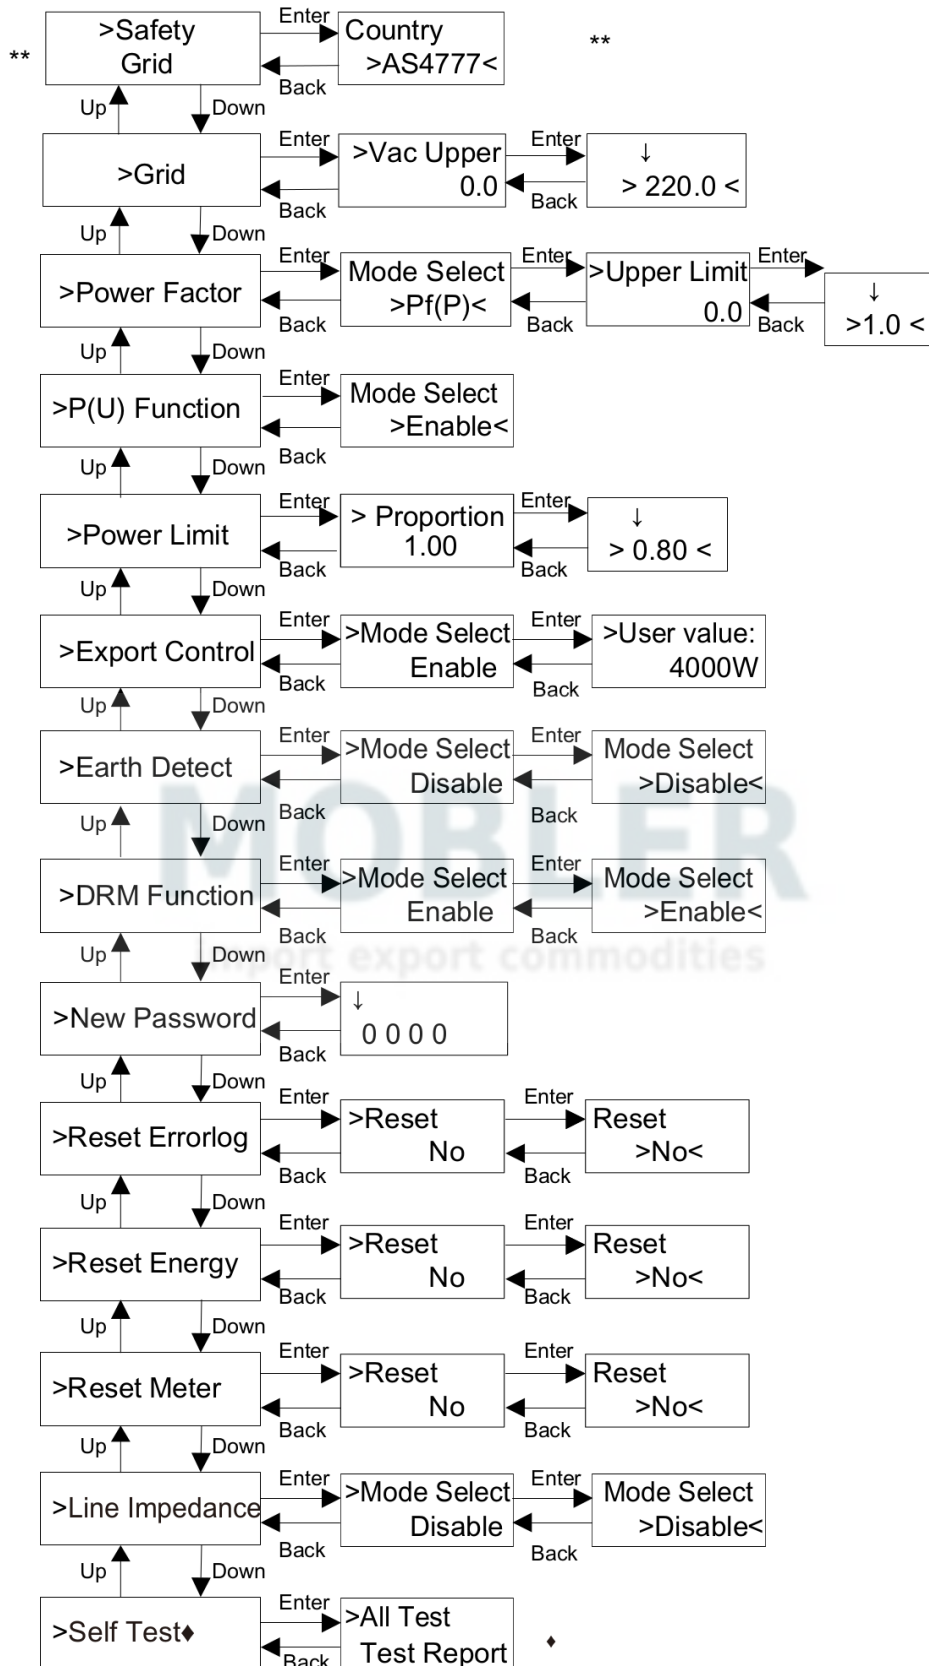 ** >Safety Grid Enter Back Country >AS4777< **
Up Down
>Grid Enter Back >Vac Upper 0.0 Enter Back ↓ > 220.0 <
Up Down
>Power Factor Enter Back Mode Select >Pf(P)< Enter Back >Upper Limit 0.0 Enter Back ↓ >1.0 <
Up Down
>P(U) Function Enter Back Mode Select >Enable<
Up Down
>Power Limit Enter Back > Proportion 1.00 Enter Back ↓ > 0.80 <
Up Down
>Export Control Enter Back >Mode Select Enable Enter Back >User value: 4000W
Up Down
>Earth Detect Enter Back >Mode Select Disable Enter Back Mode Select >Disable<
MOBLER
Up Down
>DRM Function Enter Back >Mode Select Enable Enter Back Mode Select >Enable<
import export commodities
Up Down
>New Password Enter Back ↓ 0 0 0 0
Up Down
>Reset Errorlog Enter Back >Reset No Enter Back Reset >No<
Up Down
>Reset Energy Enter Back >Reset No Enter Back Reset >No<
Up Down
>Reset Meter Enter Back >Reset No Enter Back Reset >No<
Up Down
>Line Impedance Enter Back >Mode Select Disable Enter Back Mode Select >Disable<
Up Down
>Self Test♦ Enter Back >All Test Test Report ♦